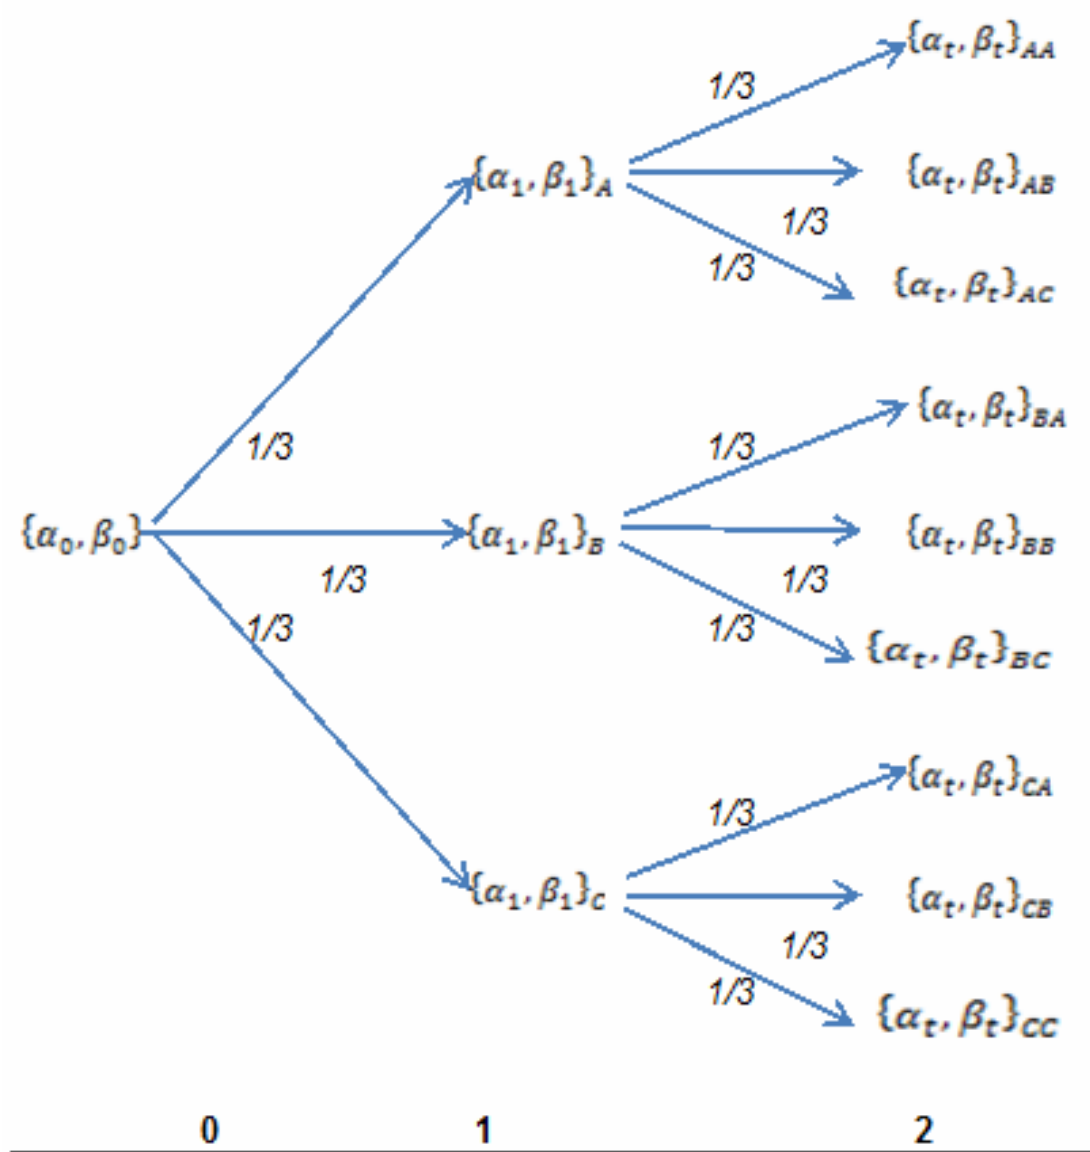 {α_t, β_t}_AA
1/3
{α_1, β_1}_A
{α_t, β_t}_AB
1/3
1/3
{α_t, β_t}_AC
{α_t, β_t}_BA
1/3
1/3
{α_0, β_0}
{α_1, β_1}_B
{α_t, β_t}_BB
1/3
1/3
1/3
1/3
{α_t, β_t}_BC
{α_t, β_t}_CA
1/3
{α_1, β_1}_C
{α_t, β_t}_CB
1/3
1/3
{α_t, β_t}_CC
0 1 2